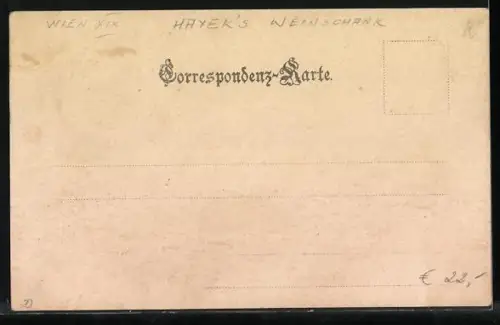 WIEN XIX HAYEK'S WEINSCHANK
Correspondenz-Karte.
€ 22,-